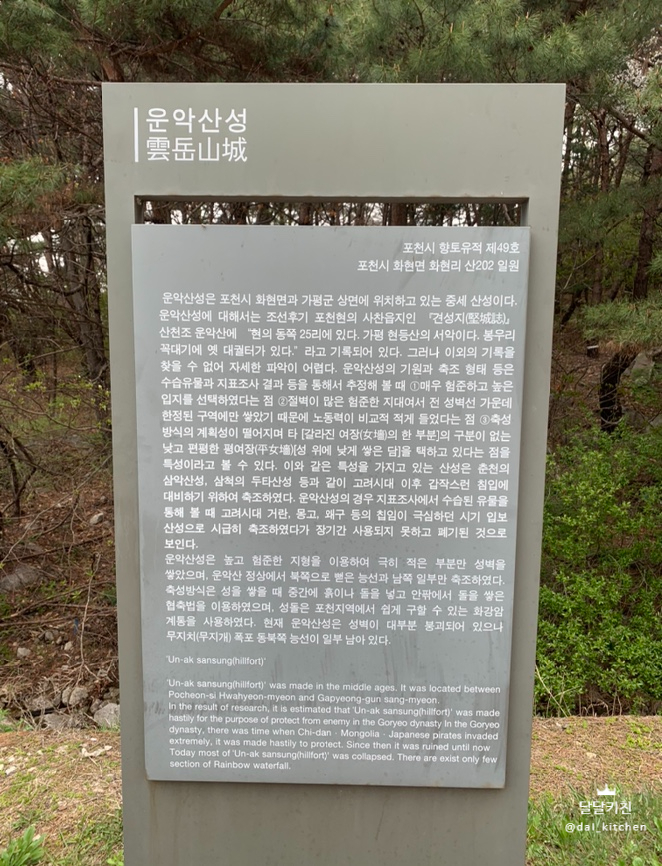 운악산성
雲岳山城
포천시 향토유적 제49호
포천시 화현면 화현리 산202 일원
운악산성은 포천시 화현면과 가평군 상면에 위치하고 있는 중세 산성이다.
운악산성에 대해서는 조선후기 포천현의 사찬읍지인 『견성지(堅城誌)』
산천조 운악산에 “현의 동쪽 25리에 있다. 가평 현등산의 서악이다. 봉우리
꼭대기에 옛 대궐터가 있다.” 라고 기록되어 있다. 그러나 이외의 기록을
찾을 수 없어 자세한 파악이 어렵다. 운악산성의 기원과 축조 형태 등은
수습유물과 지표조사 결과 등을 통해서 추정해 볼 때 ①매우 험준하고 높은
입지를 선택하였다는 점 ②절벽이 많은 험준한 지대여서 전 성벽선 가운데
한정된 구역에만 쌓았기 때문에 노동력이 비교적 적게 들었다는 점 ③축성
방식의 계획성이 떨어지며 타 [갈라진 여장(女墻)의 한 부분]의 구분이 없는
낮고 편평한 평여장(平女墻)[성 위에 낮게 쌓은 담]을 택하고 있다는 점을
특성이라고 볼 수 있다. 이와 같은 특성을 가지고 있는 산성은 춘천의
삼악산성, 삼척의 두타산성 등과 같이 고려시대 이후 갑작스런 침입에
대비하기 위하여 축조하였다. 운악산성의 경우 지표조사에서 수습된 유물을
통해 볼 때 고려시대 거란, 몽고, 왜구 등의 침입이 극심하던 시기 입보
산성으로 시급히 축조하였다가 장기간 사용되지 못하고 폐기된 것으로
보인다.
운악산성은 높고 험준한 지형을 이용하여 극히 적은 부분만 성벽을
쌓았으며, 운악산 정상에서 북쪽으로 뻗은 능선과 남쪽 일부만 축조하였다.
축성방식은 성을 쌓을 때 중간에 흙이나 돌을 넣고 안팎에서 돌을 쌓은
협축법을 이용하였으며, 성돌은 포천지역에서 쉽게 구할 수 있는 화강암
계통을 사용하였다. 현재 운악산성은 성벽이 대부분 붕괴되어 있으나
무지치(무지개) 폭포 동북쪽 능선이 일부 남아 있다.
'Un-ak sansung(hillfort)'
'Un-ak sansung(hillfort)' was made in the middle ages. It was located between
Pocheon-si Hwahyeon-myeon and Gapyeong-gun sang-myeon.
In the result of research, it is estimated that 'Un-ak sansung(hillfort)' was made
hastily for the purpose of protect from enemy in the Goryeo dynasty In the Goryeo
dynasty, there was time when Chi-dan · Mongolia · Japanese pirates invaded
extremely, it was made hastily to protect. Since then it was ruined until now
Today most of 'Un-ak sansung(hillfort)' was collapsed. There are exist only few
section of Rainbow waterfall.
달달키친
@dal_kitchen